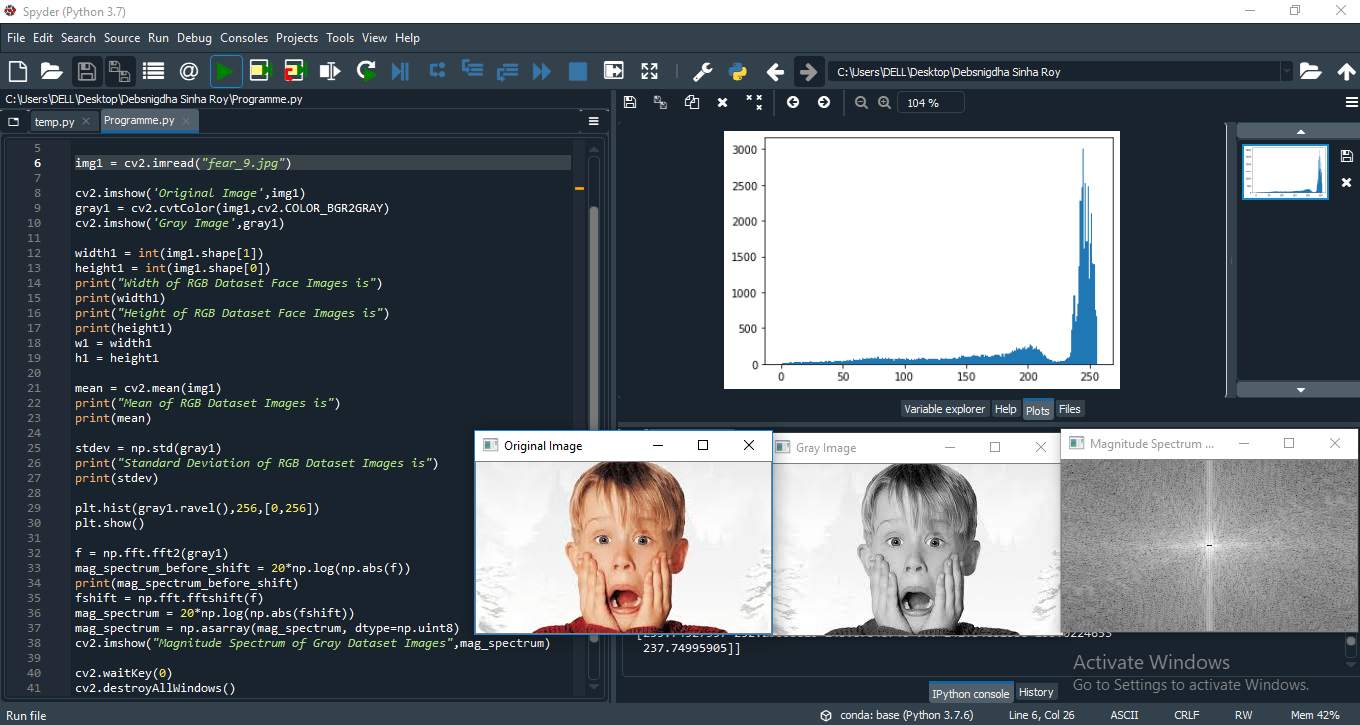 Spyder (Python 3.7)
File Edit Search Source Run Debug Consoles Projects Tools View Help
C:\Users\DELL\Desktop\Debsnigdha Sinha Roy
C:\Users\DELL\Desktop\Debsnigdha Sinha Roy\Programme.py
temp.py
Programme.py
5
6 img1 = cv2.imread("fear_9.jpg")
7
8 cv2.imshow('Original Image',img1)
9 gray1 = cv2.cvtColor(img1,cv2.COLOR_BGR2GRAY)
10 cv2.imshow('Gray Image',gray1)
11
12 width1 = int(img1.shape[1])
13 height1 = int(img1.shape[0])
14 print("Width of RGB Dataset Face Images is")
15 print(width1)
16 print("Height of RGB Dataset Face Images is")
17 print(height1)
18 w1 = width1
19 h1 = height1
20
21 mean = cv2.mean(img1)
22 print("Mean of RGB Dataset Images is")
23 print(mean)
24
25 stdev = np.std(gray1)
26 print("Standard Deviation of RGB Dataset Images is")
27 print(stdev)
28
29 plt.hist(gray1.ravel(),256,[0,256])
30 plt.show()
31
32 f = np.fft.fft2(gray1)
33 mag_spectrum_before_shift = 20*np.log(np.abs(f))
34 print(mag_spectrum_before_shift)
35 fshift = np.fft.fftshift(f)
36 mag_spectrum = 20*np.log(np.abs(fshift))
37 mag_spectrum = np.asarray(mag_spectrum, dtype=np.uint8)
38 cv2.imshow("Magnitude Spectrum of Gray Dataset Images",mag_spectrum)
39
40 cv2.waitKey(0)
41 cv2.destroyAllWindows()
104 %
3000
2500
2000
1500
1000
500
0
0 50 100 150 200 250
Variable explorer Help Plots Files
Original Image
Gray Image
Magnitude Spectrum ...
237.74995905]]
Activate Windows
Go to Settings to activate Windows.
IPython console History
Run file
conda: base (Python 3.7.6) Line 6, Col 26 ASCII CRLF RW Mem 42%